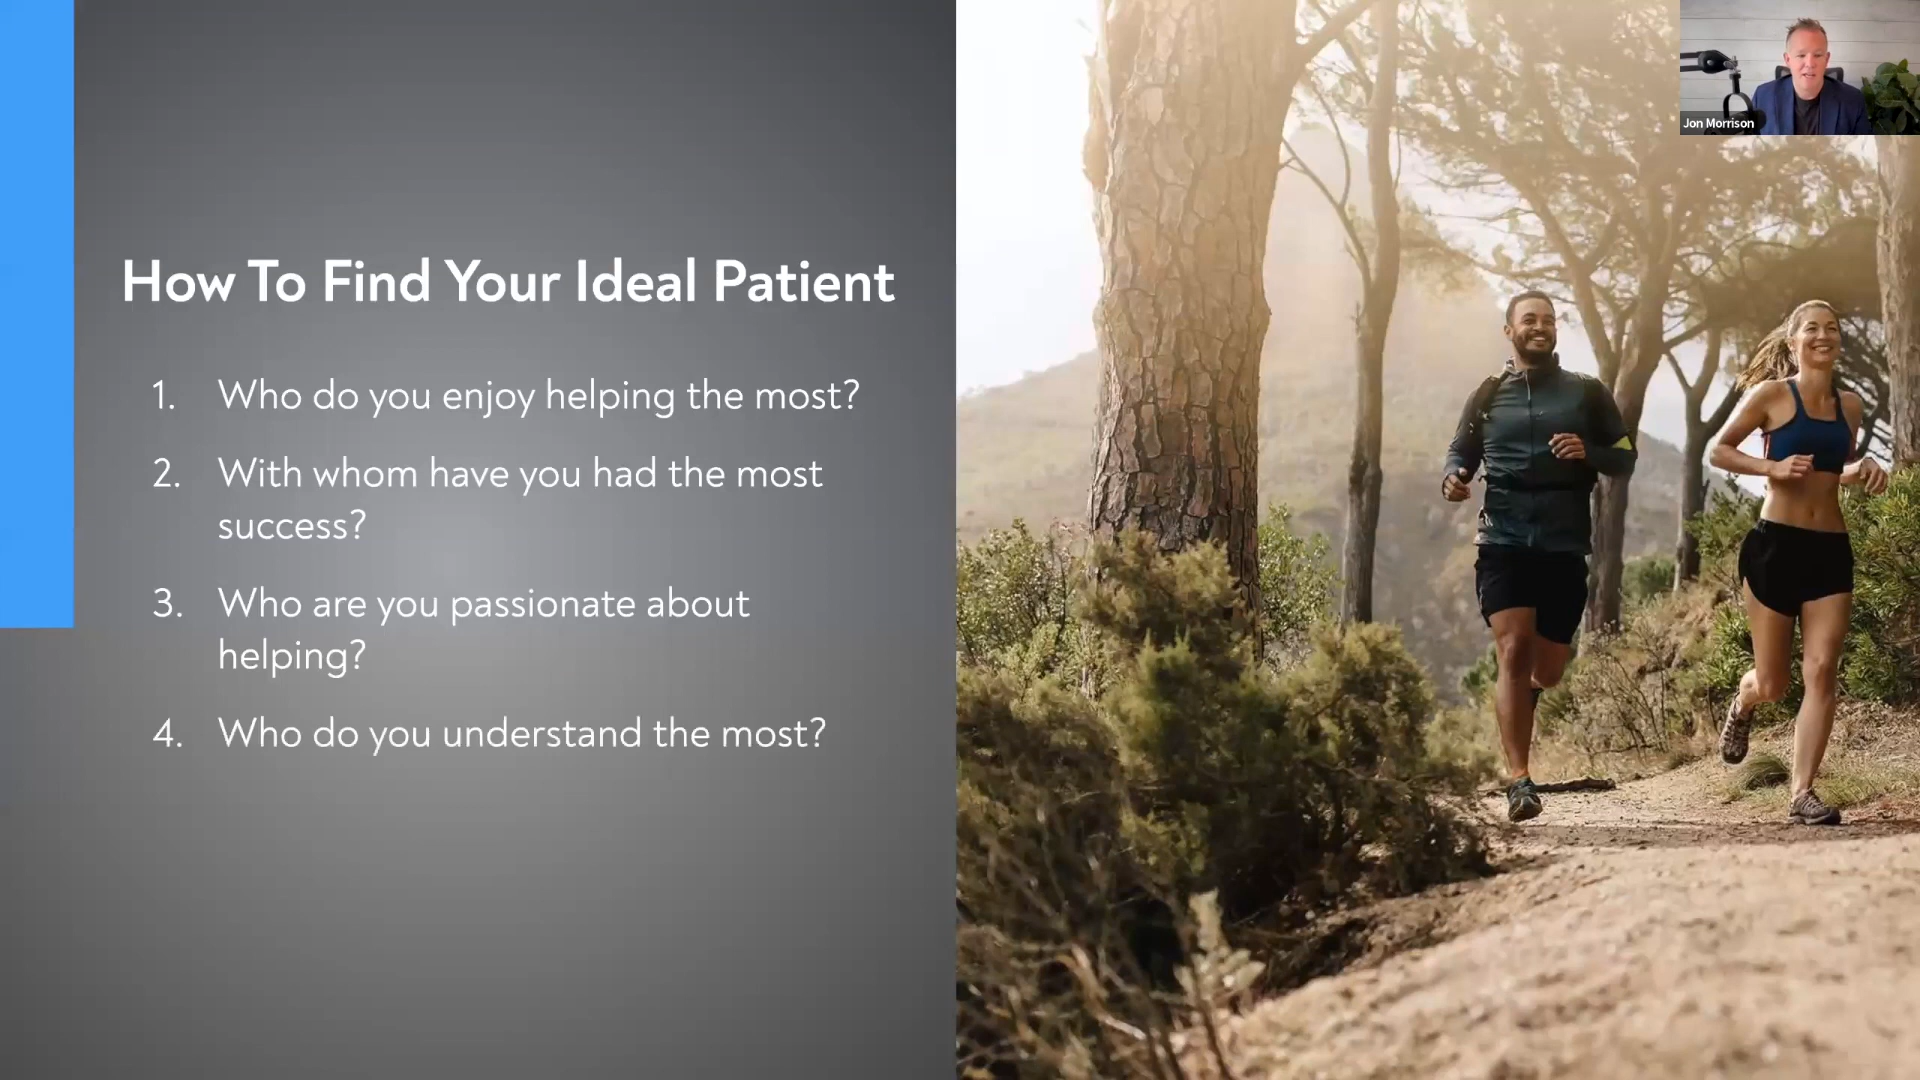 Jon Morrison
How To Find Your Ideal Patient
1. Who do you enjoy helping the most?
2. With whom have you had the most
success?
3. Who are you passionate about
helping?
4. Who do you understand the most?